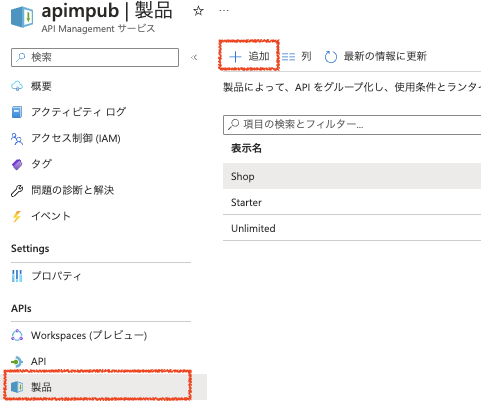 apimpub | 製品 ☆ …
API Management サービス
検索 «
概要
アクティビティ ログ
アクセス制御 (IAM)
タグ
問題の診断と解決
イベント
Settings
プロパティ
APIs
Workspaces (プレビュー)
API
製品
追加 列 最新の情報に更新
製品によって、API をグループ化し、使用条件とランタイ
項目の検索とフィルター...
表示名
Shop
Starter
Unlimited